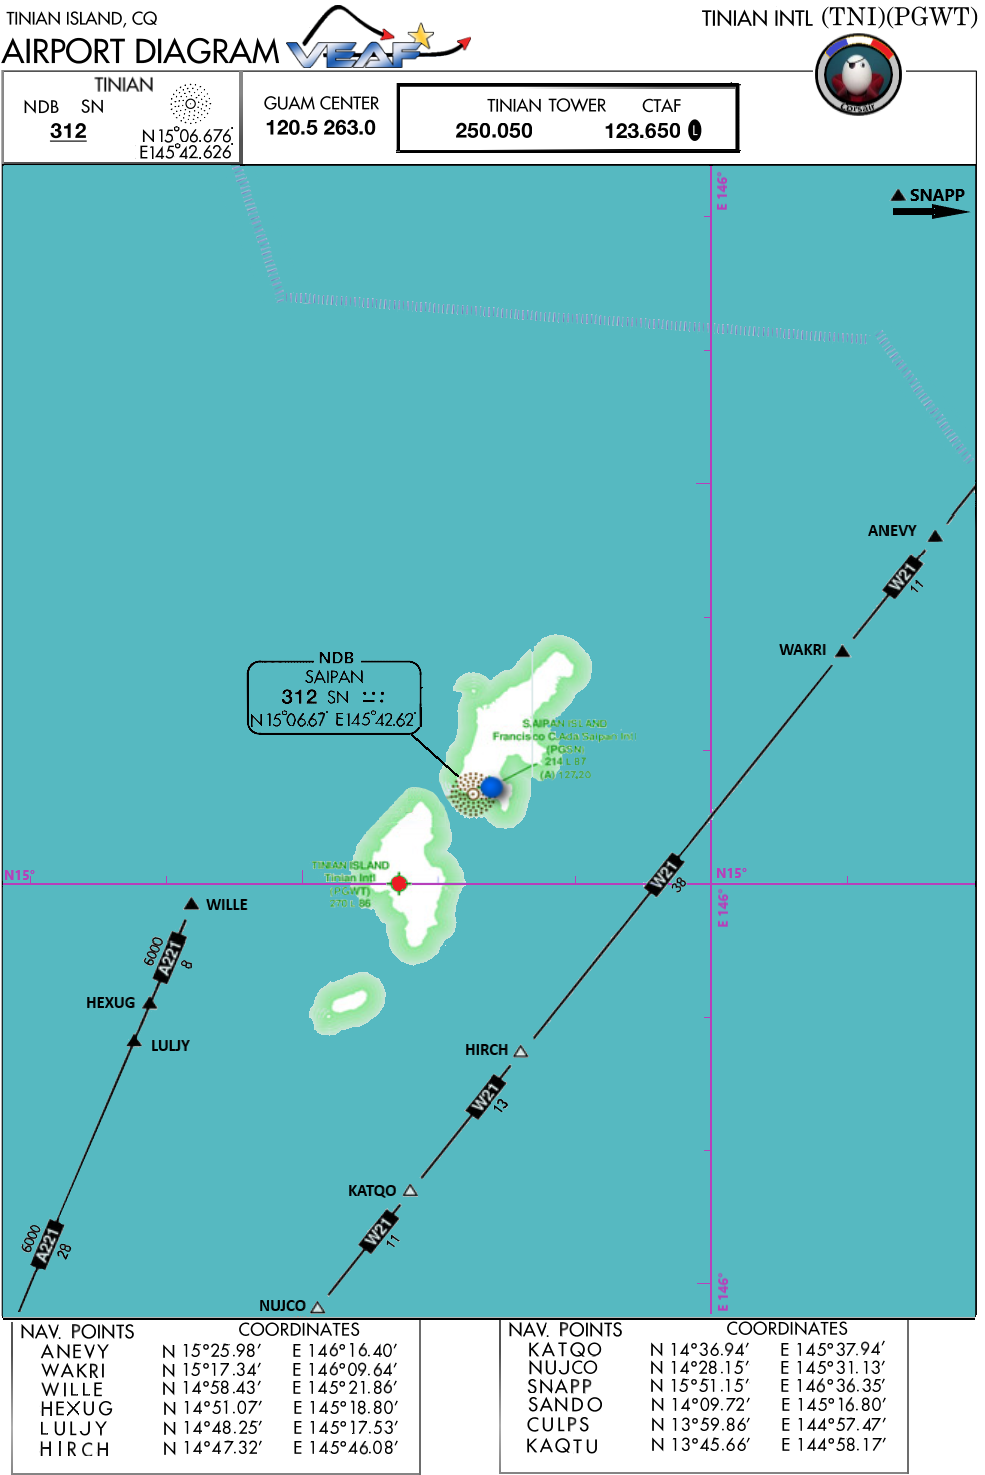 TINIAN ISLAND, CQ
AIRPORT DIAGRAM
VEAF
TINIAN INTL (TNI)(PGWT)
Corsair
TINIAN
NDB SN
312
N 15°06.676'
E145°42.626'
GUAM CENTER
120.5 263.0
TINIAN TOWER CTAF
250.050 123.650 L
E 146°
SNAPP
ANEVY
W21
11
WAKRI
NDB
SAIPAN
312 SN
N 15°06.67' E145°42.62'
SAIPAN ISLAND
Francisco C.Ada Saipan Int.
(PGSN)
214 L 87
(A) 127,20
TINIAN ISLAND
Tinian Intl
(PGWT)
270 L 86
N15°
N15°
E 146°
W21
38
WILLE
6000
A221
8
HEXUG
LULJY
HIRCH
W21
13
KATQO
W21
11
6000
A221
28
NUJCO
E 146°
NAV. POINTS COORDINATES
ANEVY N 15°25.98' E 146°16.40'
WAKRI N 15°17.34' E 146°09.64'
WILLE N 14°58.43' E 145°21.86'
HEXUG N 14°51.07' E 145°18.80'
LULJY N 14°48.25' E 145°17.53'
HIRCH N 14°47.32' E 145°46.08'
NAV. POINTS COORDINATES
KATQO N 14°36.94' E 145°37.94'
NUJCO N 14°28.15' E 145°31.13'
SNAPP N 15°51.15' E 146°36.35'
SANDO N 14°09.72' E 145°16.80'
CULPS N 13°59.86' E 144°57.47'
KAQTU N 13°45.66' E 144°58.17'